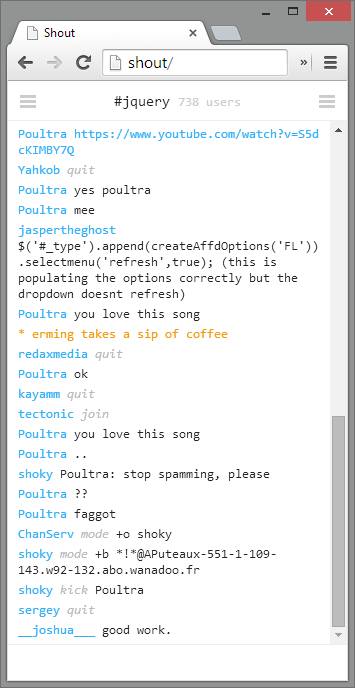 Shout
shout/
»
#jquery 738 users
Poultra https://www.youtube.com/watch?v=S5d
cKIMBY7Q
Yahkob quit
Poultra yes poultra
Poultra mee
jaspertheghost
$('#_type').append(createAffdOptions('FL'))
.selectmenu('refresh',true); (this is
populating the options correctly but the
dropdown doesnt refresh)
Poultra you love this song
* erming takes a sip of coffee
redaxmedia quit
Poultra ok
kayamm quit
tectonic join
Poultra you love this song
Poultra ..
shoky Poultra: stop spamming, please
Poultra ??
Poultra faggot
ChanServ mode +o shoky
shoky mode +b *!*@APuteaux-551-1-109-
143.w92-132.abo.wanadoo.fr
shoky kick Poultra
sergey quit
__joshua___ good work.